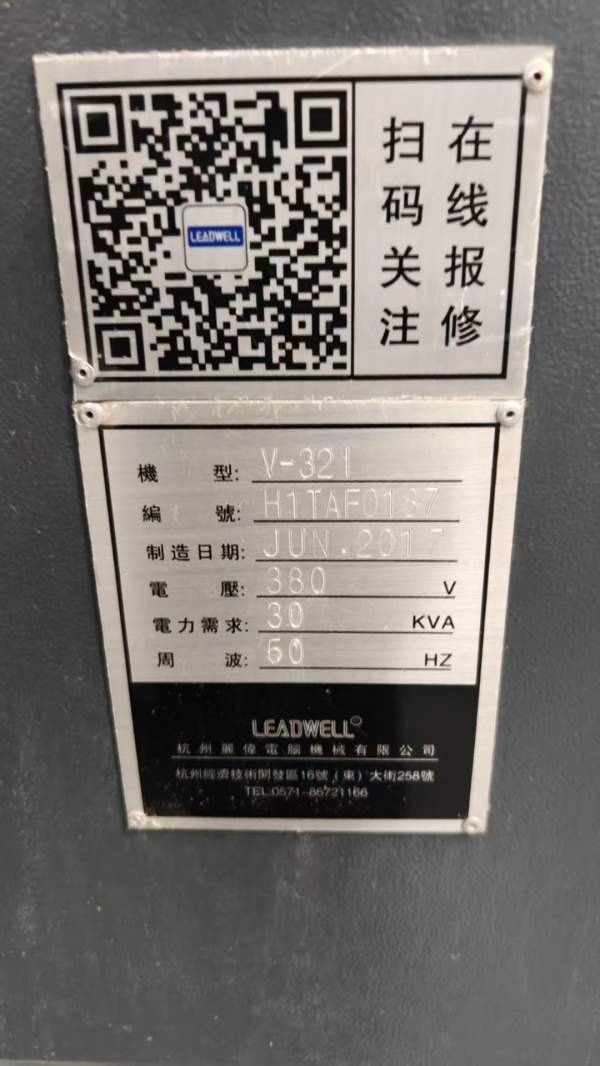 LEADWELL
在线报修
扫码关注
機 型: V-321
編 號: H1TAF0137
制造日期: JUN.2017
電 壓: 380 V
電力需求: 30 KVA
周 波: 50 HZ
LEADWELL
杭州麗偉電腦機械有限公司
杭州經濟技術開發區16號(東)大街258號
TEL:0571-86721166